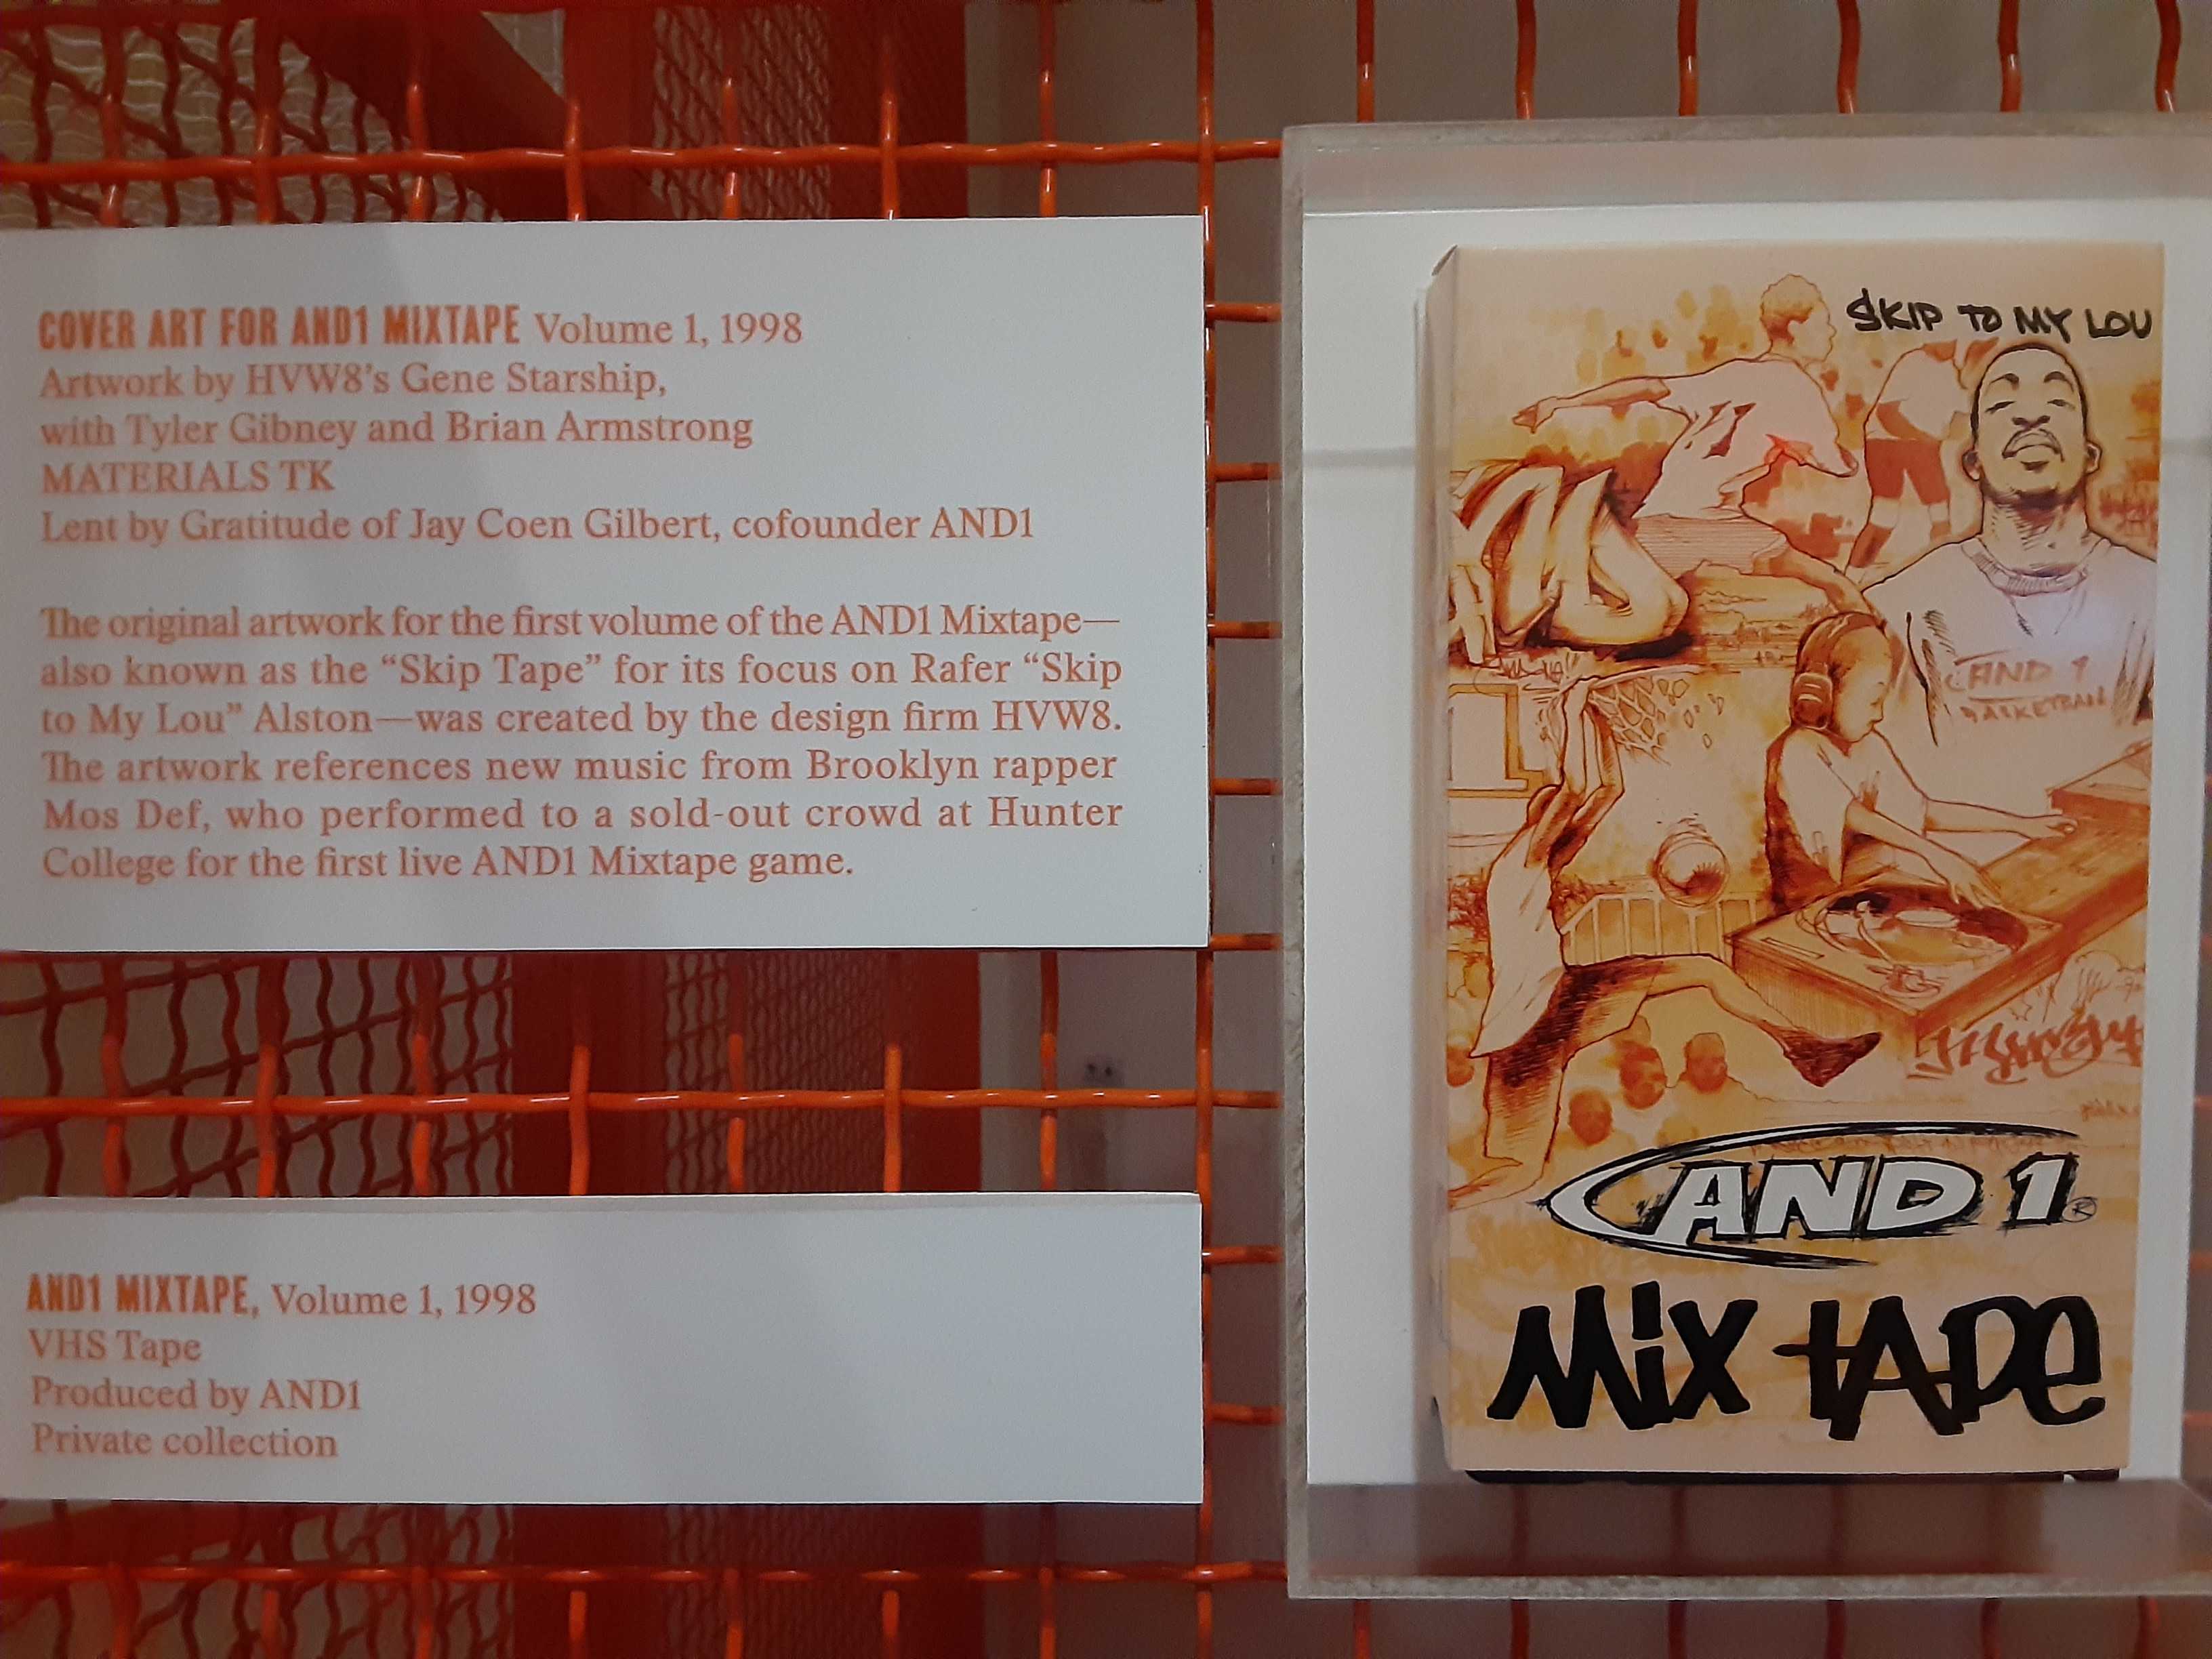 COVER ART FOR AND1 MIXTAPE Volume 1, 1998
Artwork by HVW8's Gene Starship,
with Tyler Gibney and Brian Armstrong
MATERIALS TK
Lent by Gratitude of Jay Coen Gilbert, cofounder AND1
The original artwork for the first volume of the AND1 Mixtape—
also known as the “Skip Tape” for its focus on Rafer “Skip
to My Lou” Alston—was created by the design firm HVW8.
The artwork references new music from Brooklyn rapper
Mos Def, who performed to a sold-out crowd at Hunter
College for the first live AND1 Mixtape game.
AND1 MIXTAPE, Volume 1, 1998
VHS Tape
Produced by AND1
Private collection
SKIP TO MY LOU
AND 1
BASKETBALL
AND 1®
MiX tAPe